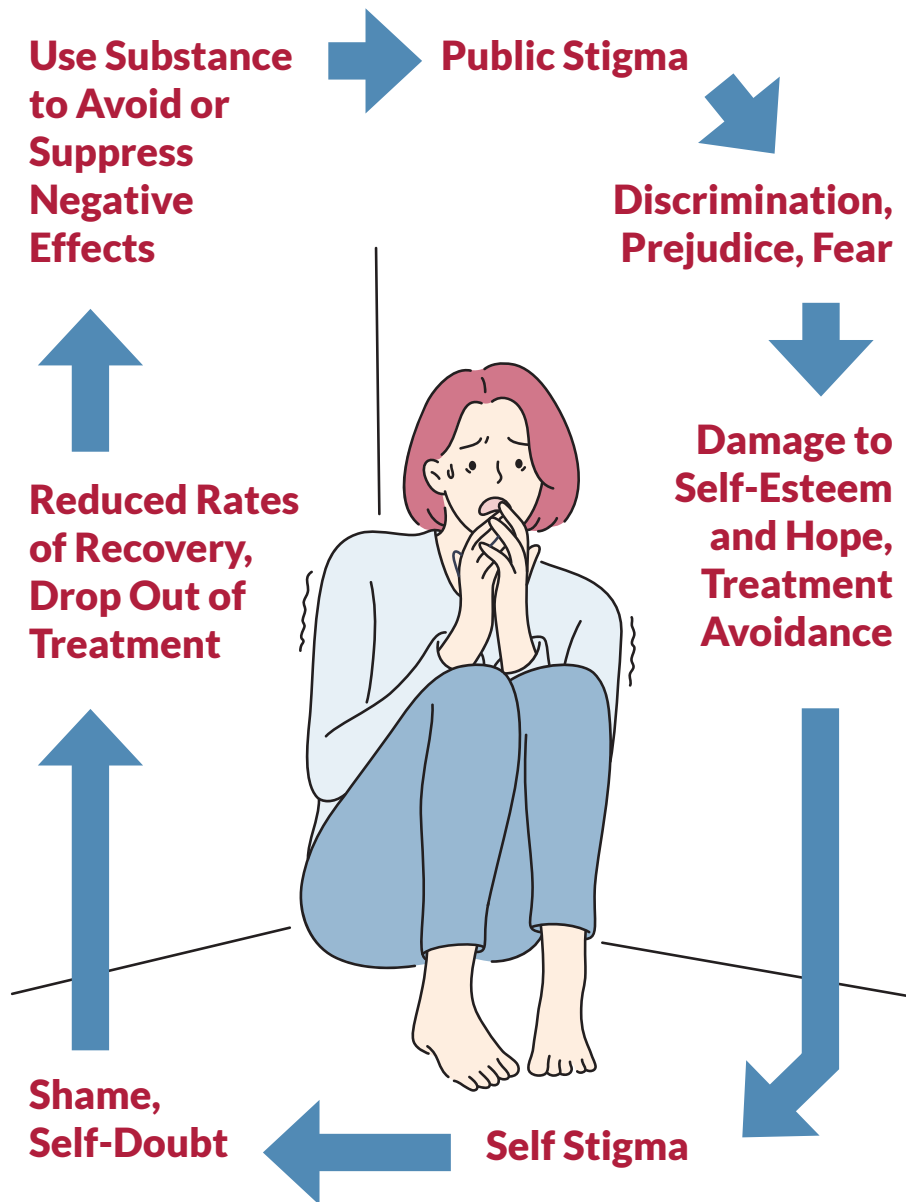 Use Substance
to Avoid or
Suppress
Negative
Effects
Public Stigma
Discrimination,
Prejudice, Fear
Damage to
Self-Esteem
and Hope,
Treatment
Avoidance
Self Stigma
Shame,
Self-Doubt
Reduced Rates
of Recovery,
Drop Out of
Treatment